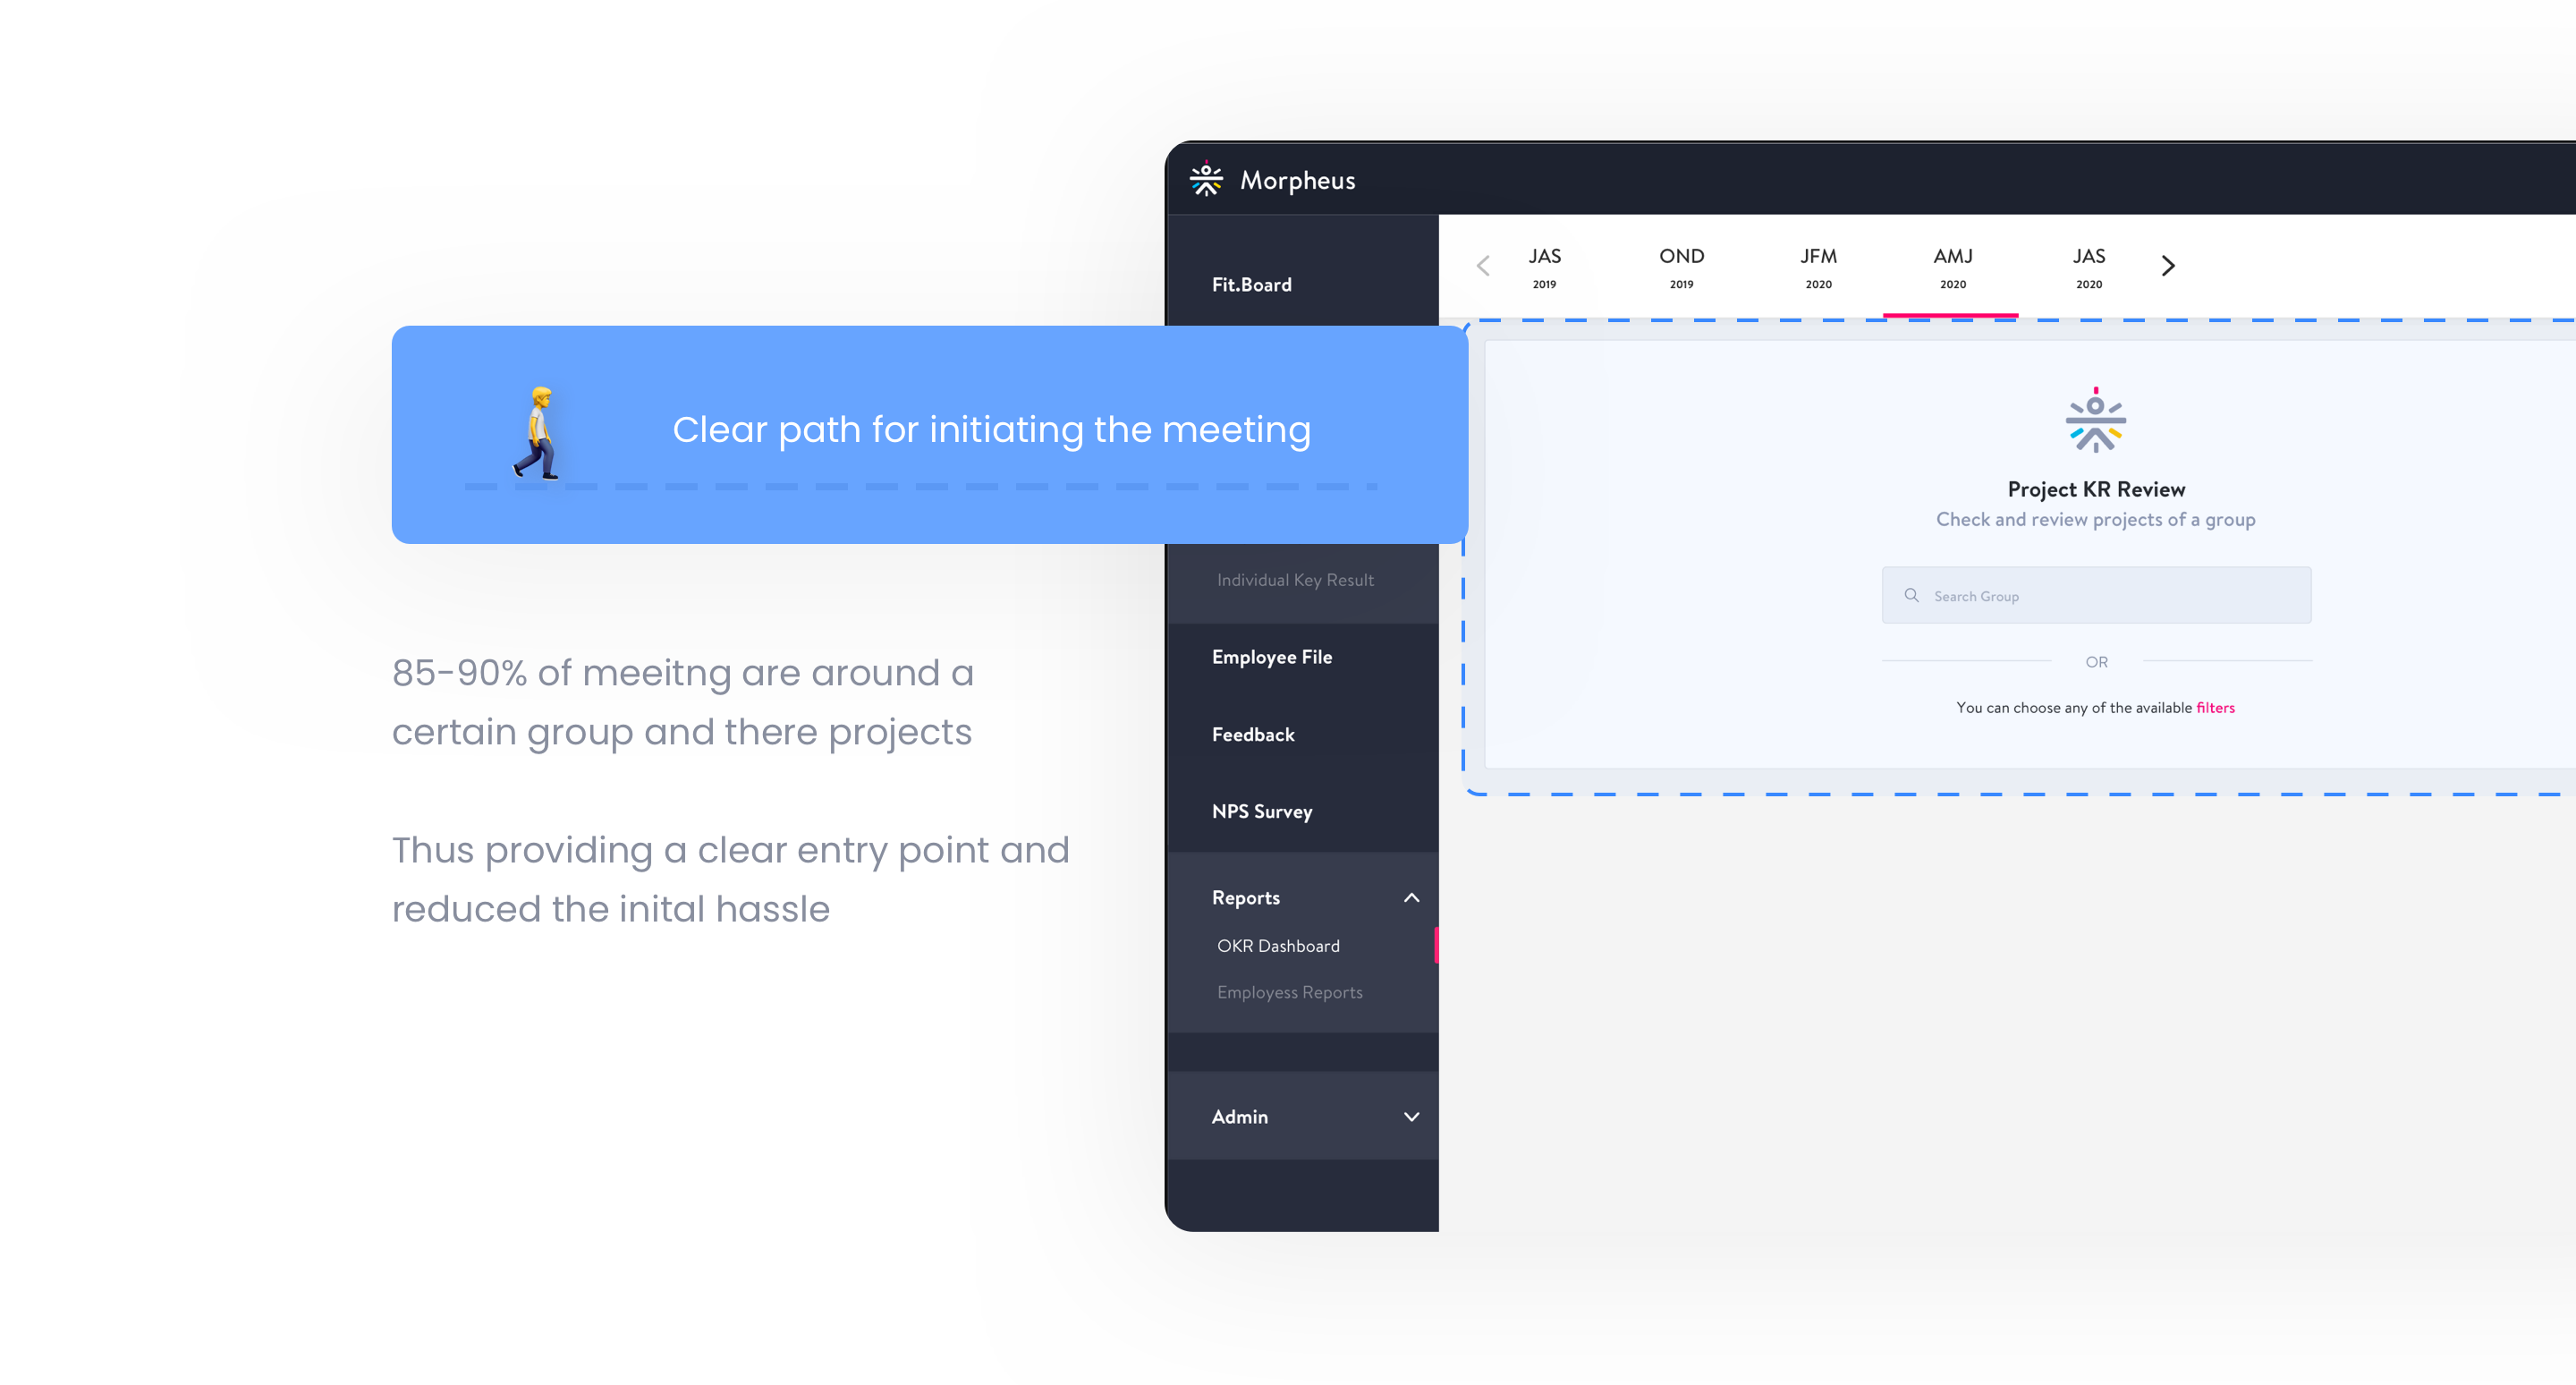 Morpheus
JAS OND JFM AMJ JAS
2019 2019 2020 2020 2020
Fit.Board
Clear path for initiating the meeting
Project KR Review
Check and review projects of a group
Individual Key Result
Search Group
Employee File
OR
You can choose any of the available filters
85-90% of meeitng are around a
certain group and there projects
Feedback
NPS Survey
Thus providing a clear entry point and
reduced the inital hassle
Reports
OKR Dashboard
Employess Reports
Admin